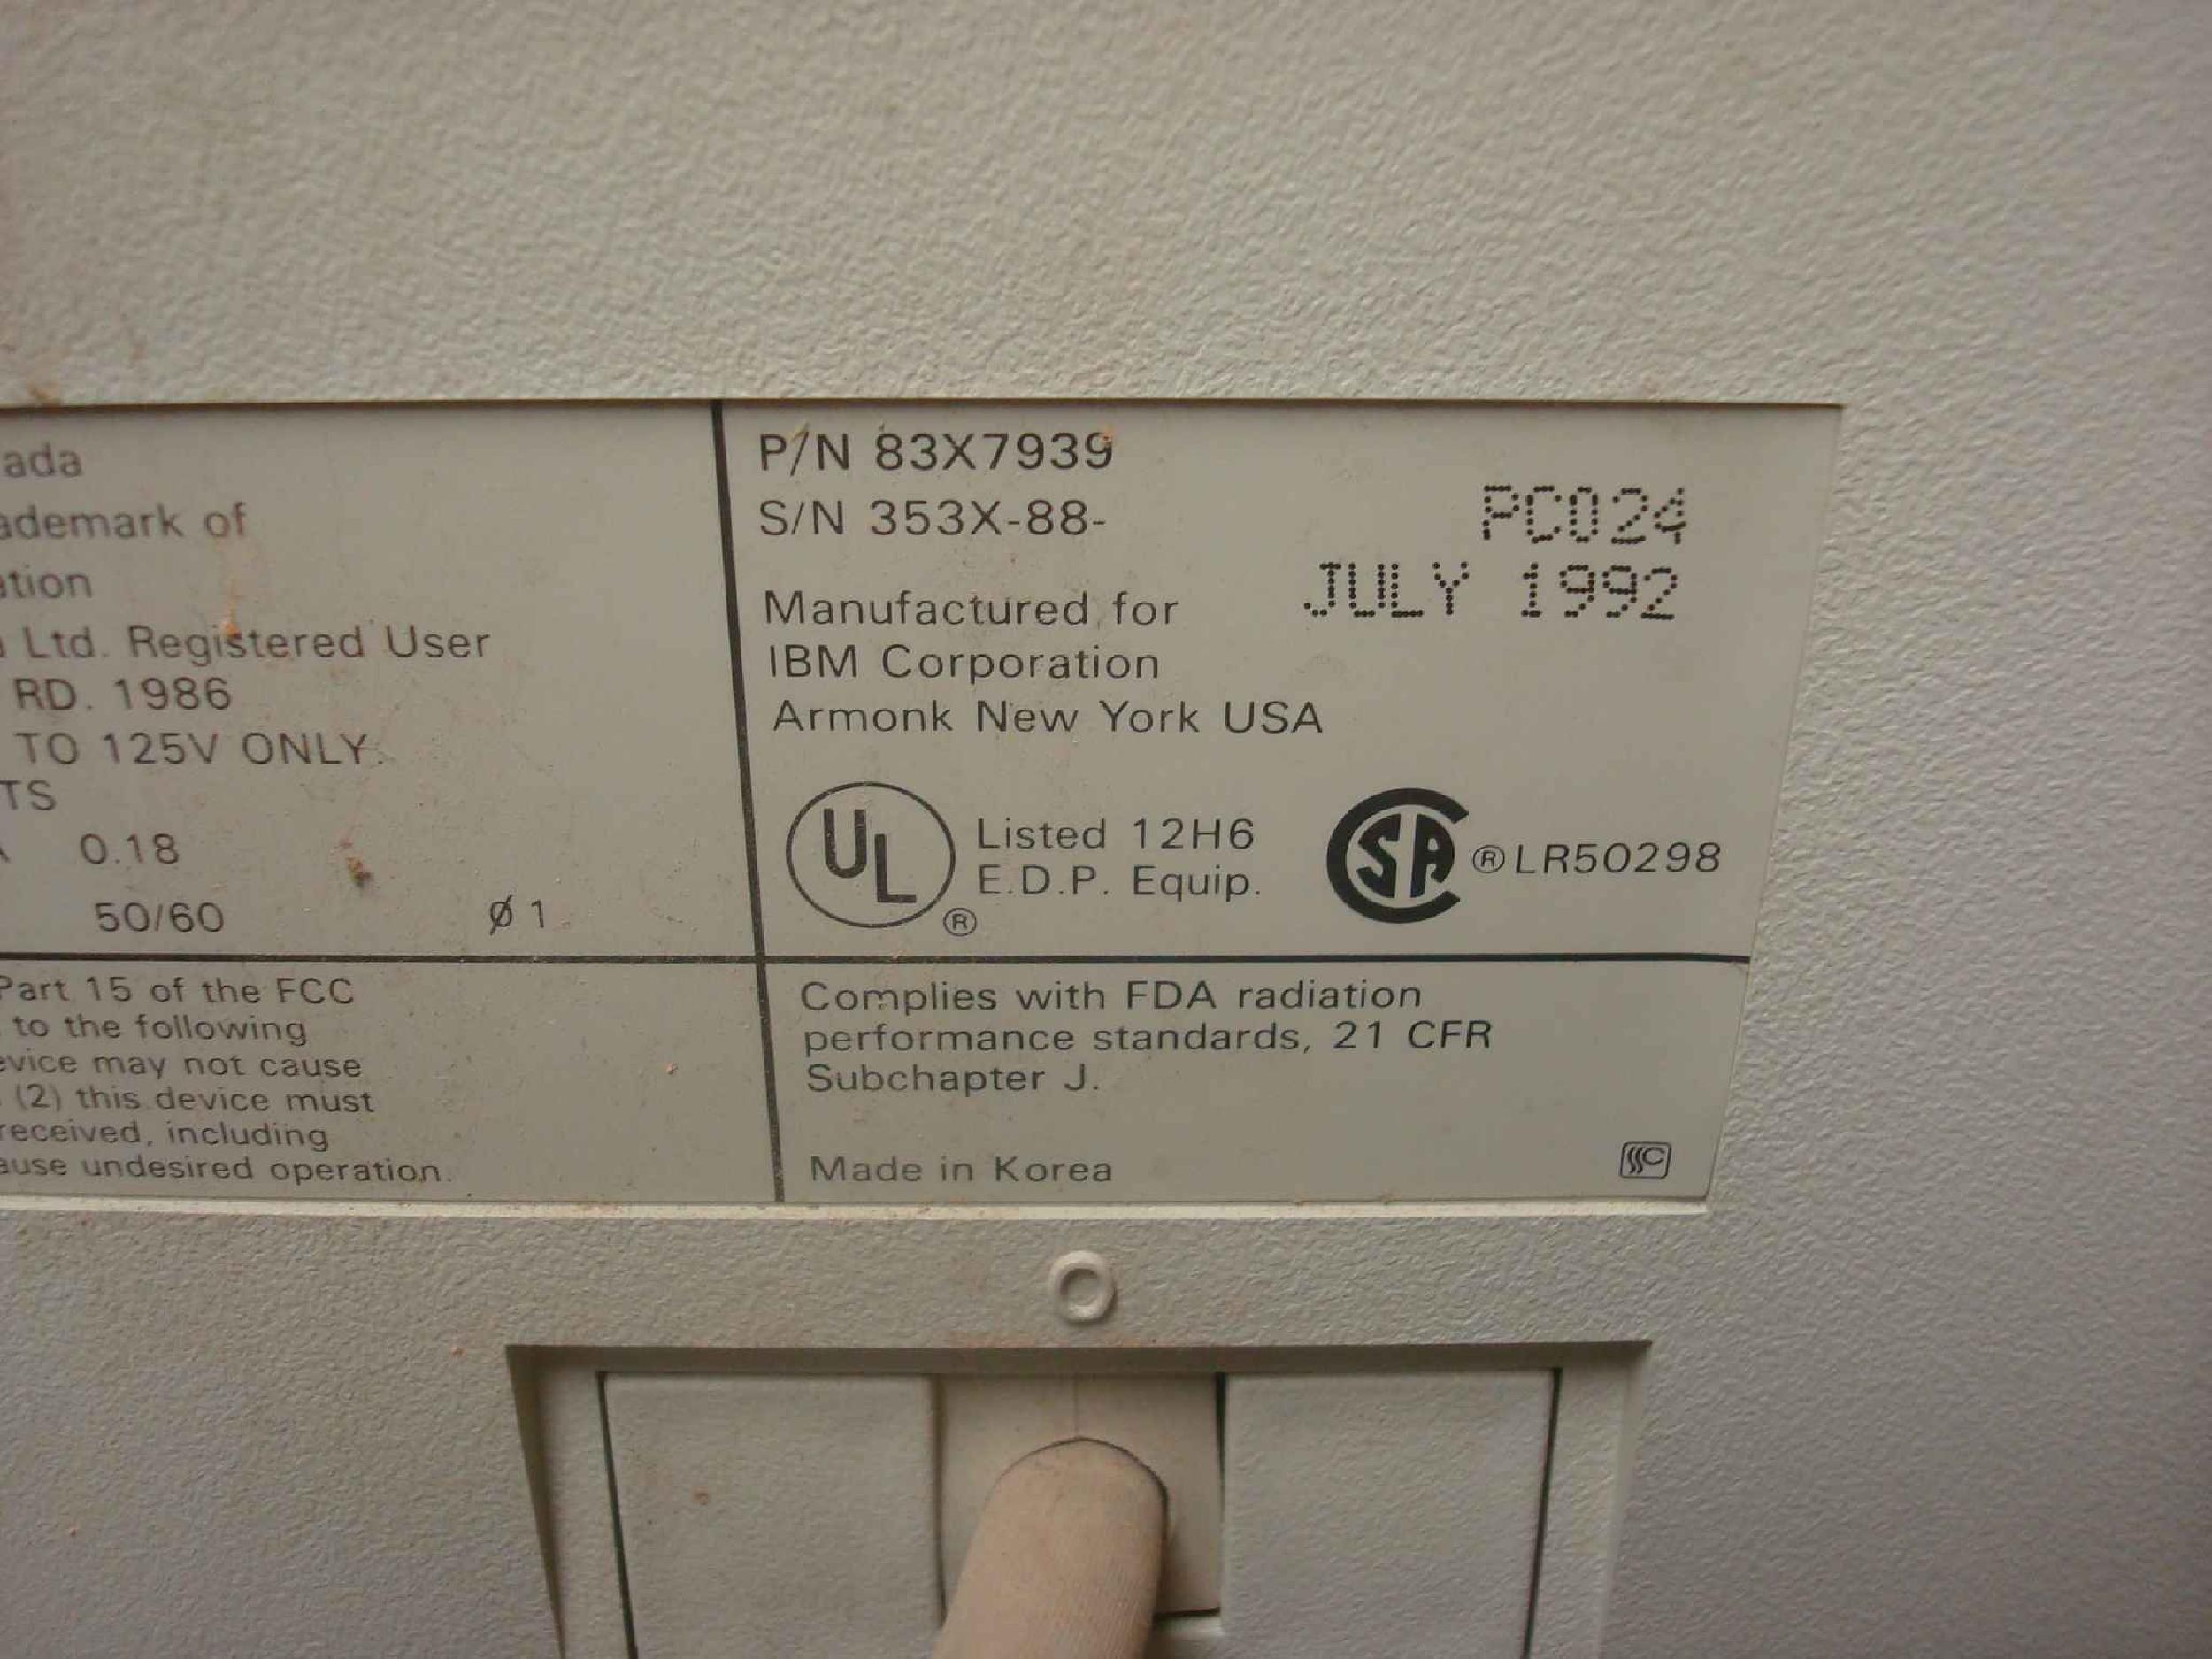 ada
ademark of
ation
Ltd. Registered User
RD. 1986
TO 125V ONLY.
TS
0.18
50/60 Ø 1
Part 15 of the FCC
to the following
evice may not cause
(2) this device must
received, including
ause undesired operation.
P/N 83X7939
S/N 353X-88-
PC024
JULY 1992
Manufactured for
IBM Corporation
Armonk New York USA
UL ®
Listed 12H6
E.D.P. Equip.
CSA ® LR50298
Complies with FDA radiation
performance standards, 21 CFR
Subchapter J.
Made in Korea